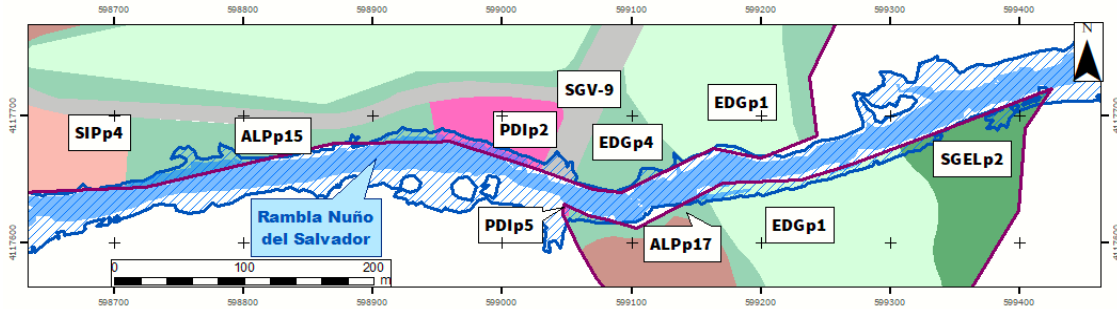 598700 598800 598900 599000 599100 599200 599300 599400
N
SGV-9
EDGp1
4117700
4117700
SIPp4
ALPp15
PDIp2
EDGp4
SGELp2
Rambla Nuño
del Salvador
PDIp5
ALPp17
EDGp1
4117600
4117600
0 100 200
m
598700 598800 598900 599000 599100 599200 599300 599400